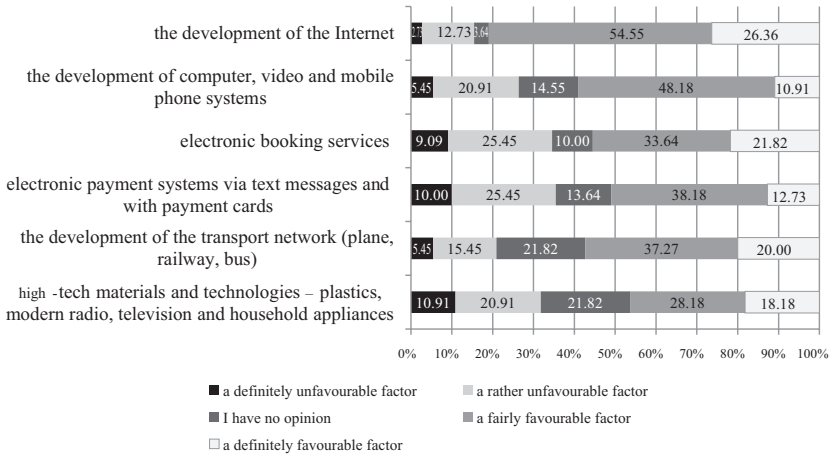 the development of the Internet
2.73 12.73 3.64 54.55 26.36
the development of computer, video and mobile
phone systems
5.45 20.91 14.55 48.18 10.91
electronic booking services
9.09 25.45 10.00 33.64 21.82
electronic payment systems via text messages and
with payment cards
10.00 25.45 13.64 38.18 12.73
the development of the transport network (plane,
railway, bus)
5.45 15.45 21.82 37.27 20.00
high -tech materials and technologies – plastics,
modern radio, television and household appliances
10.91 20.91 21.82 28.18 18.18
0% 10% 20% 30% 40% 50% 60% 70% 80% 90% 100%
a definitely unfavourable factor a rather unfavourable factor
I have no opinion a fairly favourable factor
a definitely favourable factor